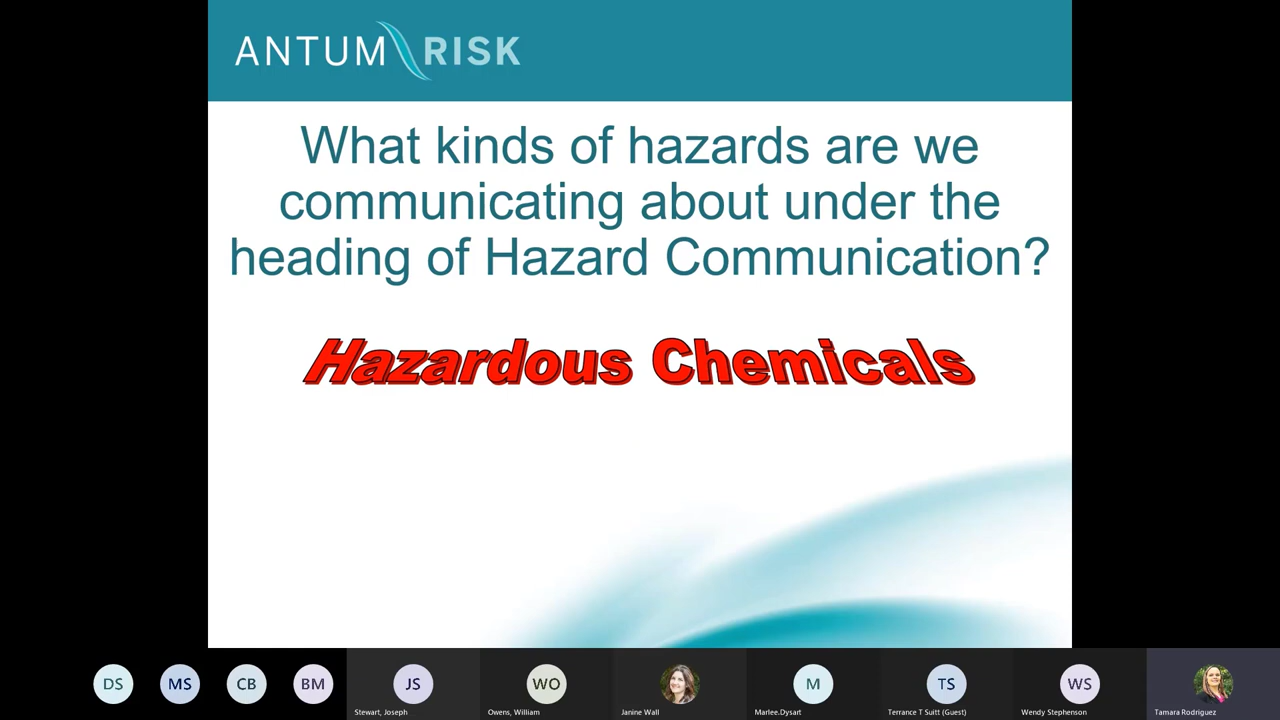 ANTUM RISK
What kinds of hazards are we
communicating about under the
heading of Hazard Communication?
Hazardous Chemicals
DS
MS
CB
BM
JS
WO
M
TS
WS
Stewart, Joseph
Owens, William
Janine Wall
Marlee.Dysart
Terrance T Suitt (Guest)
Wendy Stephenson
Tamara Rodriguez